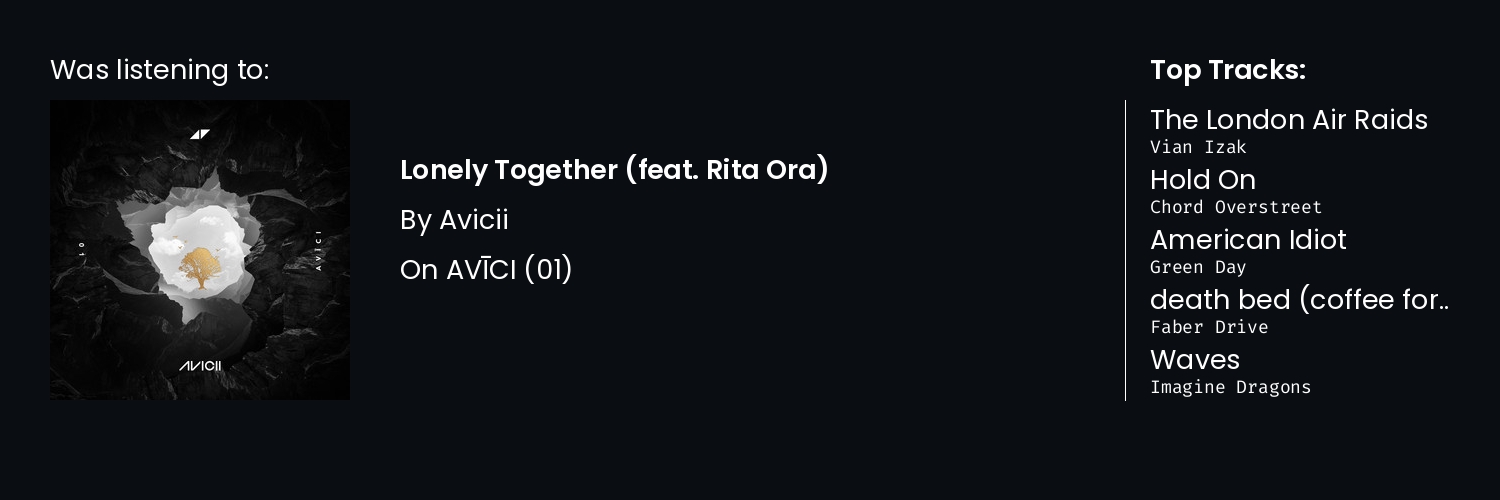 Was listening to:
01
AVĪCI
AVICII
Lonely Together (feat. Rita Ora)
By Avicii
On AVĪCI (01)
Top Tracks:
The London Air Raids
Vian Izak
Hold On
Chord Overstreet
American Idiot
Green Day
death bed (coffee for..
Faber Drive
Waves
Imagine Dragons